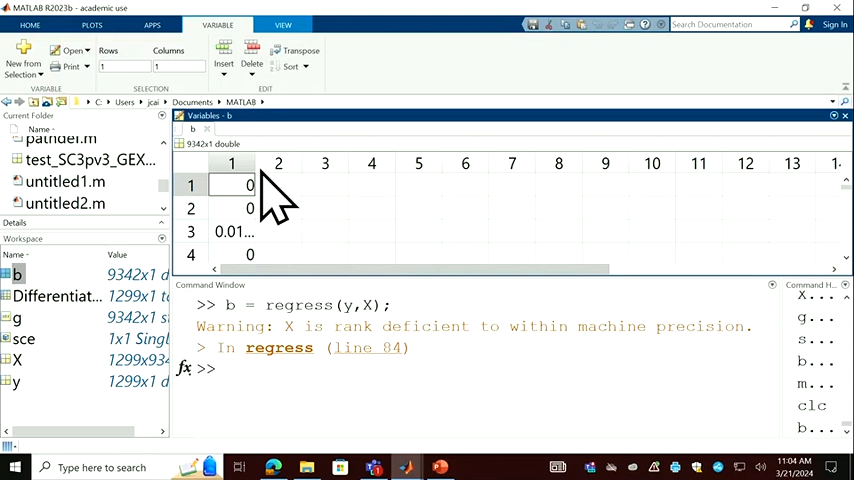 MATLAB R2023b - academic use
HOME PLOTS APPS VARIABLE VIEW
Search Documentation Sign In
New from Selection
Open
Print
Rows Columns
1 1
Insert Delete
Transpose
Sort
VARIABLE EDIT
C: Users jcai Documents MATLAB
Current Folder
Name
pathdef.m
test_SC3pv3_GEX...
untitled1.m
untitled2.m
Details
Workspace
Name Value
b 9342x1 d
Differentiat... 1299x1 t
g 9342x1 s
sce 1x1 Singl
X 1299x93
y 1299x1 d
Variables - b
b
9342x1 double
1 2 3 4 5 6 7 8 9 10 11 12 13
1 0
2 0
3 0.01...
4 0
Command Window
>> b = regress(y,X);
Warning: X is rank deficient to within machine precision.
> In regress (line 84)
fx >>
Command H...
X...
g...
s...
b...
m...
clc
b...
Type here to search
11:04 AM
3/21/2024